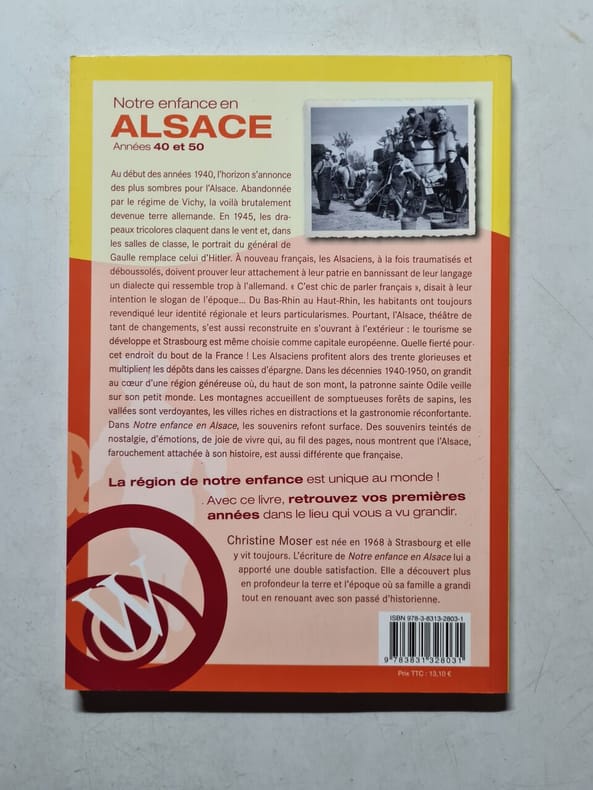 Notre enfance en
ALSACE
Années 40 et 50
Au début des années 1940, l'horizon s'annonce
des plus sombres pour l'Alsace. Abandonnée
par le régime de Vichy, la voilà brutalement
devenue terre allemande. En 1945, les dra-
peaux tricolores claquent dans le vent et, dans
les salles de classe, le portrait du général de
Gaulle remplace celui d'Hitler. À nouveau français, les Alsaciens, à la fois traumatisés et
déboussolés, doivent prouver leur attachement à leur patrie en bannissant de leur langage
un dialecte qui ressemble trop à l'allemand. « C'est chic de parler français », disait à leur
intention le slogan de l'époque... Du Bas-Rhin au Haut-Rhin, les habitants ont toujours
revendiqué leur identité régionale et leurs particularismes. Pourtant, l'Alsace, théâtre de
tant de changements, s'est aussi reconstruite en s'ouvrant à l'extérieur : le tourisme se
développe et Strasbourg est même choisie comme capitale européenne. Quelle fierté pour
cet endroit du bout de la France ! Les Alsaciens profitent alors des trente glorieuses et
multiplient les dépôts dans les caisses d'épargne. Dans les décennies 1940-1950, on grandit
au cœur d'une région généreuse où, du haut de son mont, la patronne sainte Odile veille
sur son petit monde. Les montagnes accueillent de somptueuses forêts de sapins, les
vallées sont verdoyantes, les villes riches en distractions et la gastronomie réconfortante.
Dans Notre enfance en Alsace, les souvenirs refont surface. Des souvenirs teintés de
nostalgie, d'émotions, de joie de vivre qui, au fil des pages, nous montrent que l'Alsace,
farouchement attachée à son histoire, est aussi différente que française.
La région de notre enfance est unique au monde !
. Avec ce livre, retrouvez vos premières
années dans le lieu qui vous a vu grandir.
Christine Moser est née en 1968 à Strasbourg et elle
y vit toujours. L'écriture de Notre enfance en Alsace lui a
apporté une double satisfaction. Elle a découvert plus
en profondeur la terre et l'époque où sa famille a grandi
tout en renouant avec son passé d'historienne.
W
ISBN 978-3-8313-2803-1
9 783831 328031
Prix TTC : 13,10 €